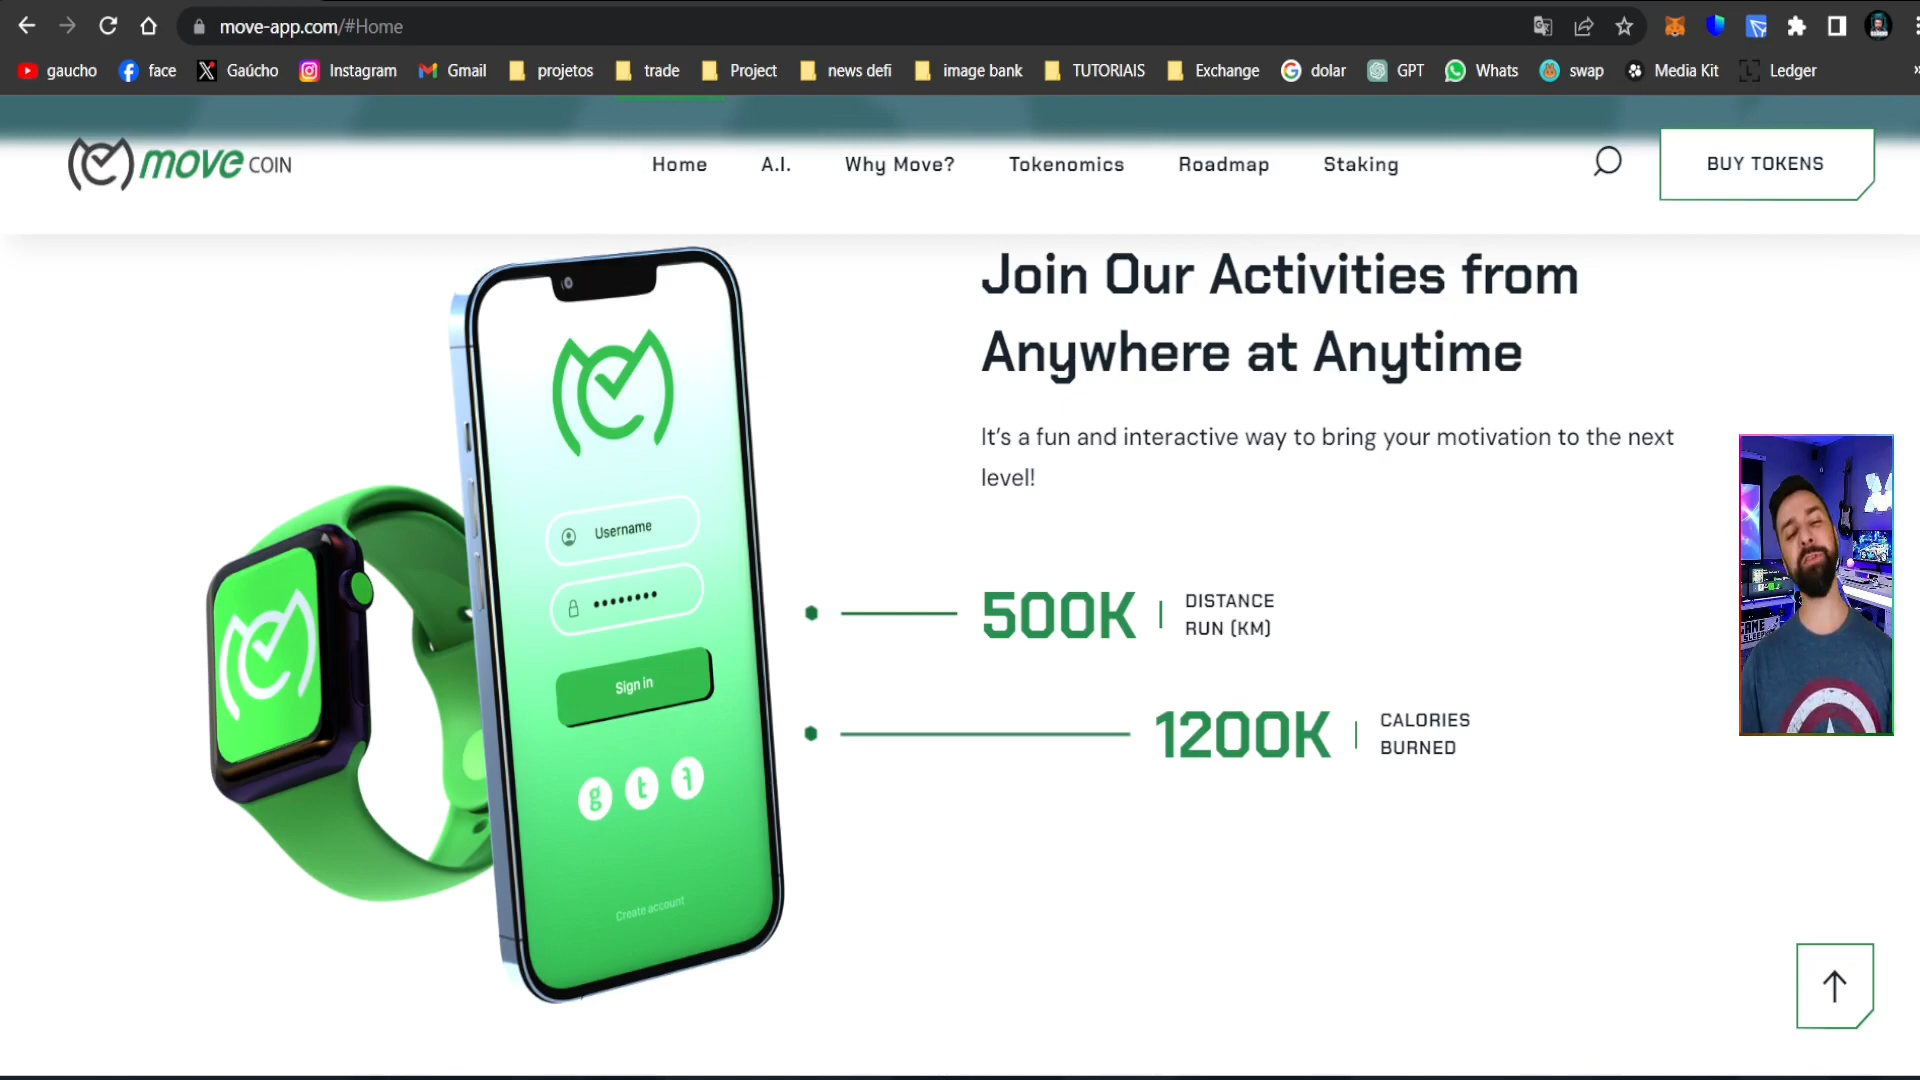 move-app.com/#Home
gaucho
face
Gaúcho
Instagram
Gmail
projetos
trade
Project
news defi
image bank
TUTORIAIS
Exchange
dolar
GPT
Whats
swap
Media Kit
Ledger
»
move COIN
Home
A.I.
Why Move?
Tokenomics
Roadmap
Staking
BUY TOKENS
Join Our Activities from
Anywhere at Anytime
It’s a fun and interactive way to bring your motivation to the next
level!
Username
Sign in
g t f
Create account
500K
DISTANCE
RUN (KM)
1200K
CALORIES
BURNED
GAME